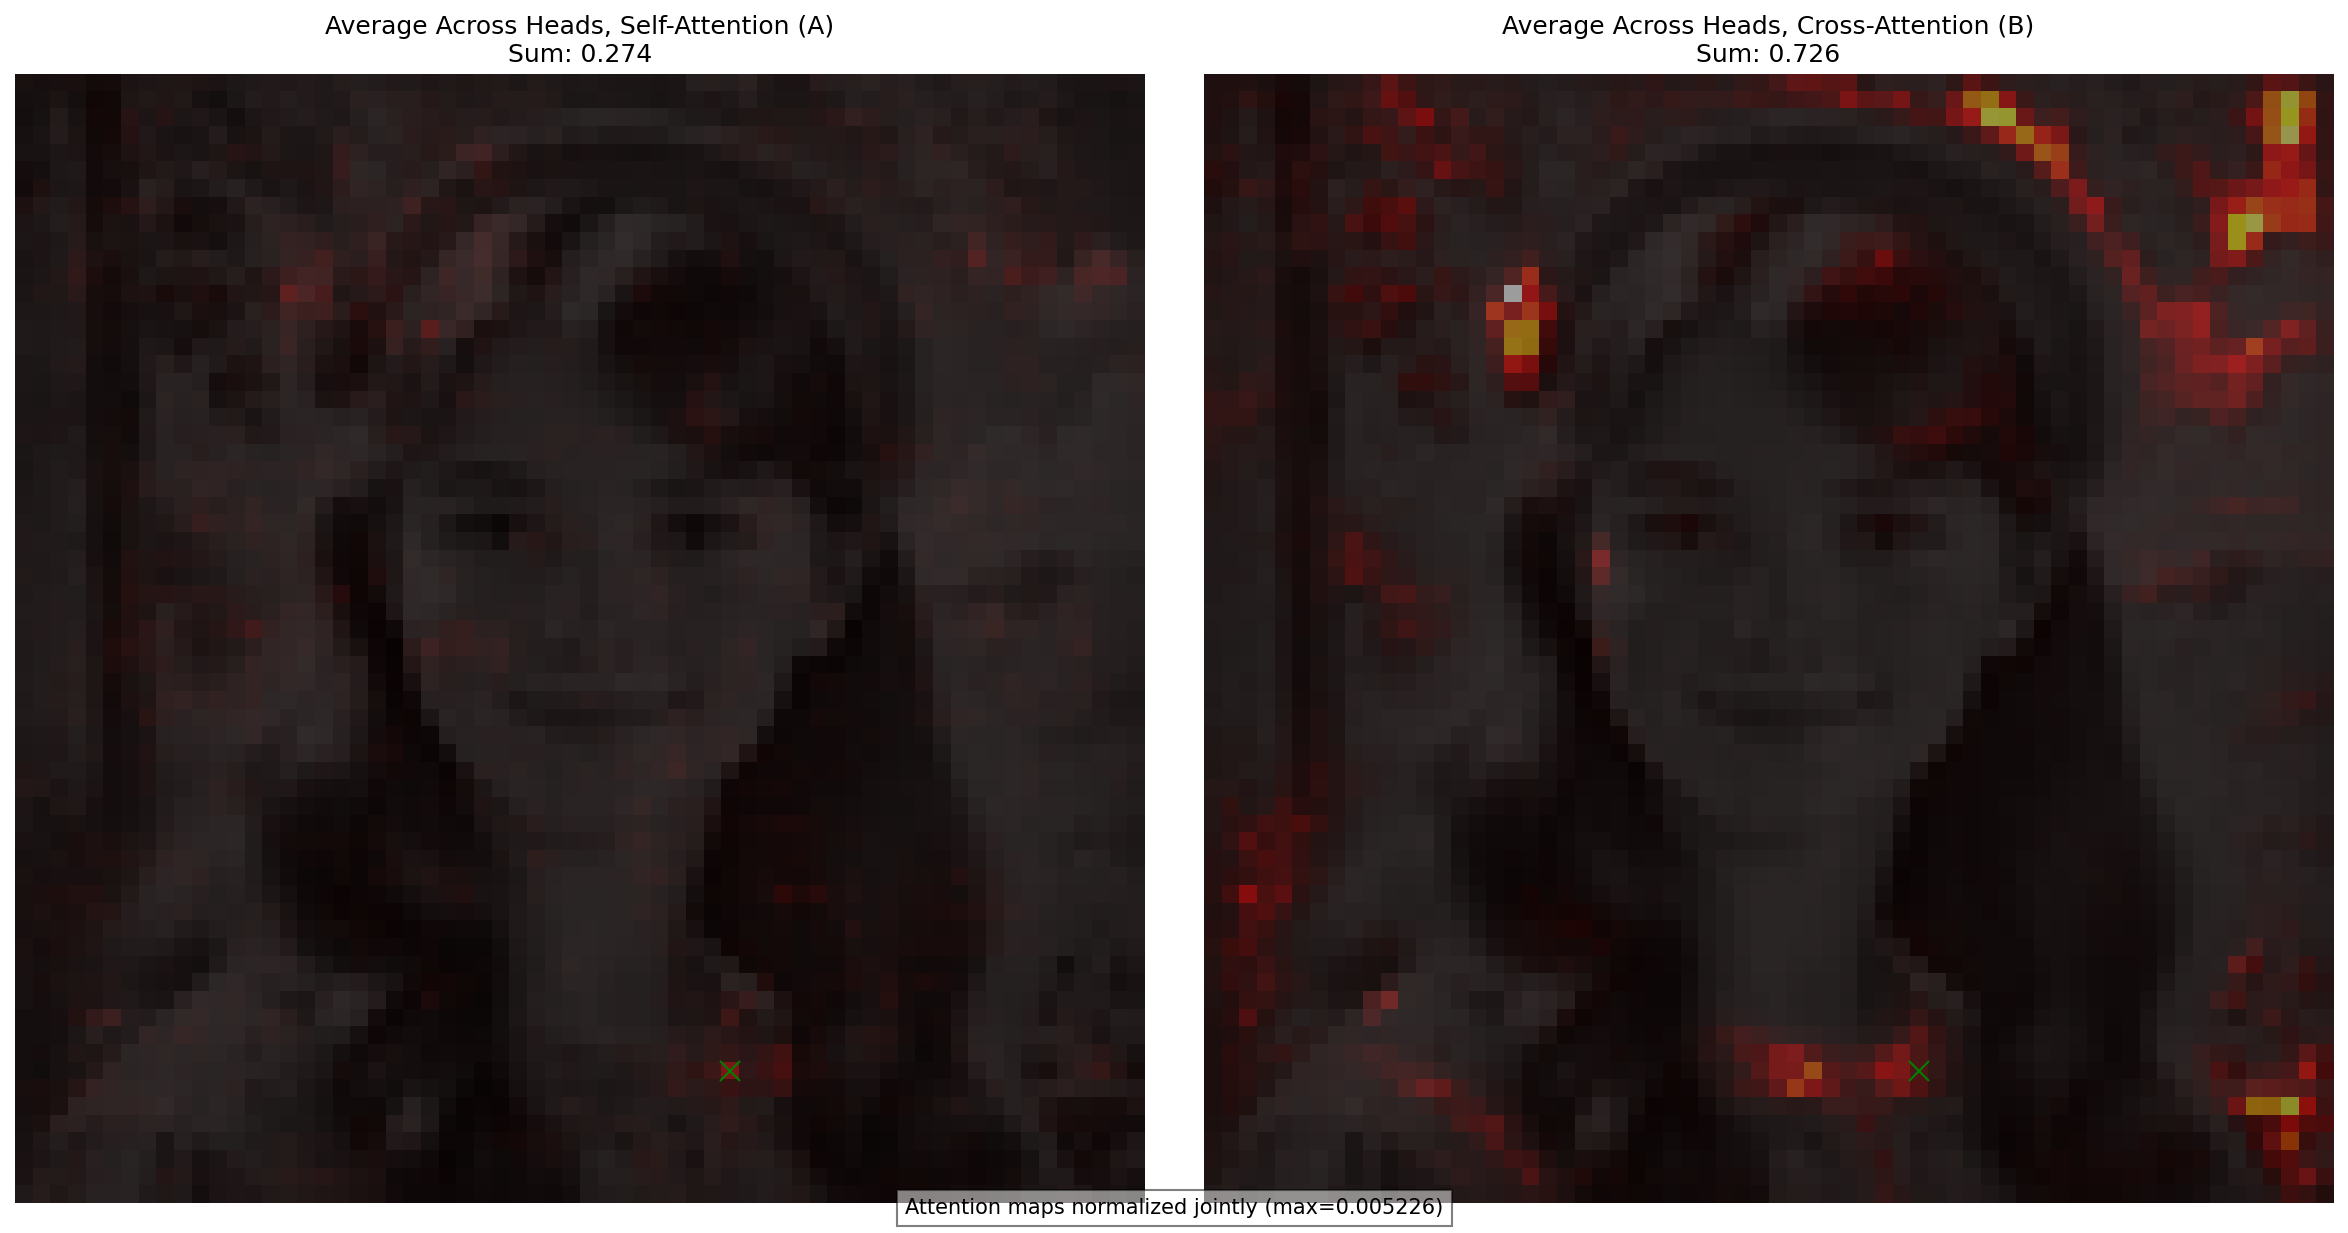 Average Across Heads, Self-Attention (A)
Sum: 0.274
Average Across Heads, Cross-Attention (B)
Sum: 0.726
Attention maps normalized jointly (max=0.005226)